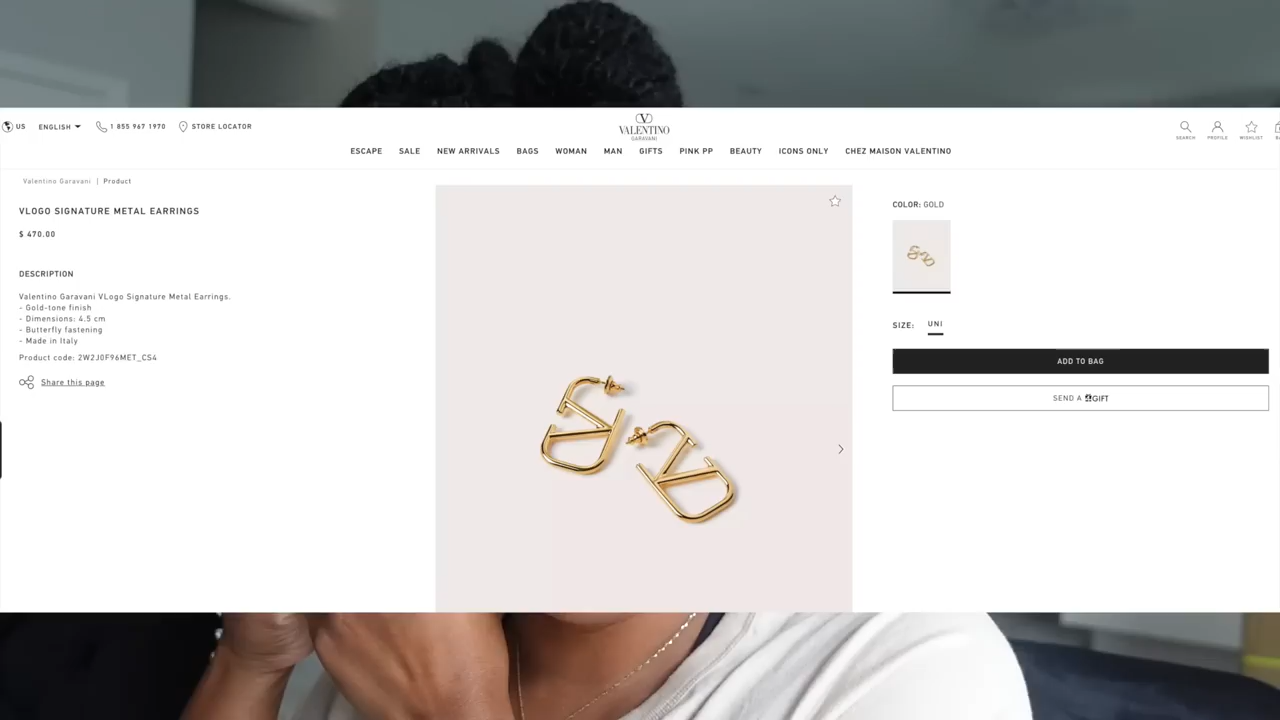 US
ENGLISH
1 855 967 1970
STORE LOCATOR
VALENTINO
GARAVANI
SEARCH
PROFILE
WISHLIST
ESCAPE SALE NEW ARRIVALS BAGS WOMAN MAN GIFTS PINK PP BEAUTY ICONS ONLY CHEZ MAISON VALENTINO
Valentino Garavani | Product
VLOGO SIGNATURE METAL EARRINGS
$ 470.00
DESCRIPTION
Valentino Garavani VLogo Signature Metal Earrings.
- Gold-tone finish
- Dimensions: 4.5 cm
- Butterfly fastening
- Made in Italy
Product code: 2W2J0F96MET_CS4
Share this page
COLOR: GOLD
SIZE: UNI
ADD TO BAG
SEND A GIFT